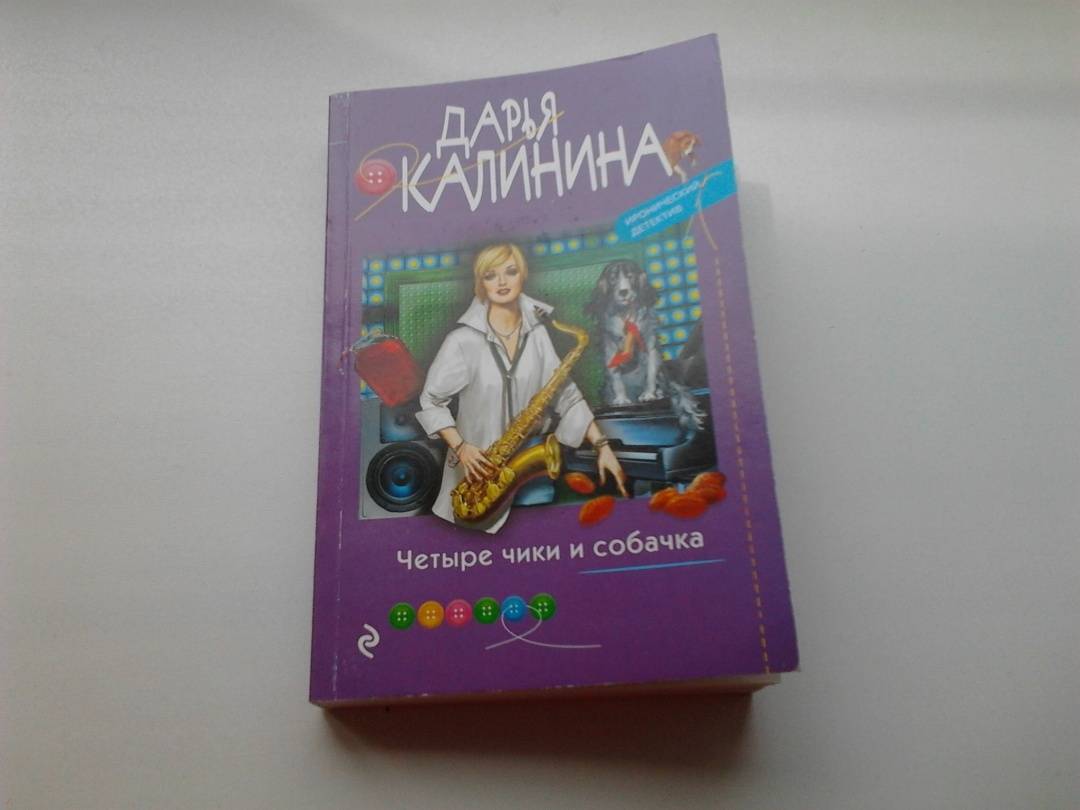 ДАРЬЯ
КАЛИНИНА
ИРОНИЧЕСКИЙ
ДЕТЕКТИВ
Четыре чики и собачка